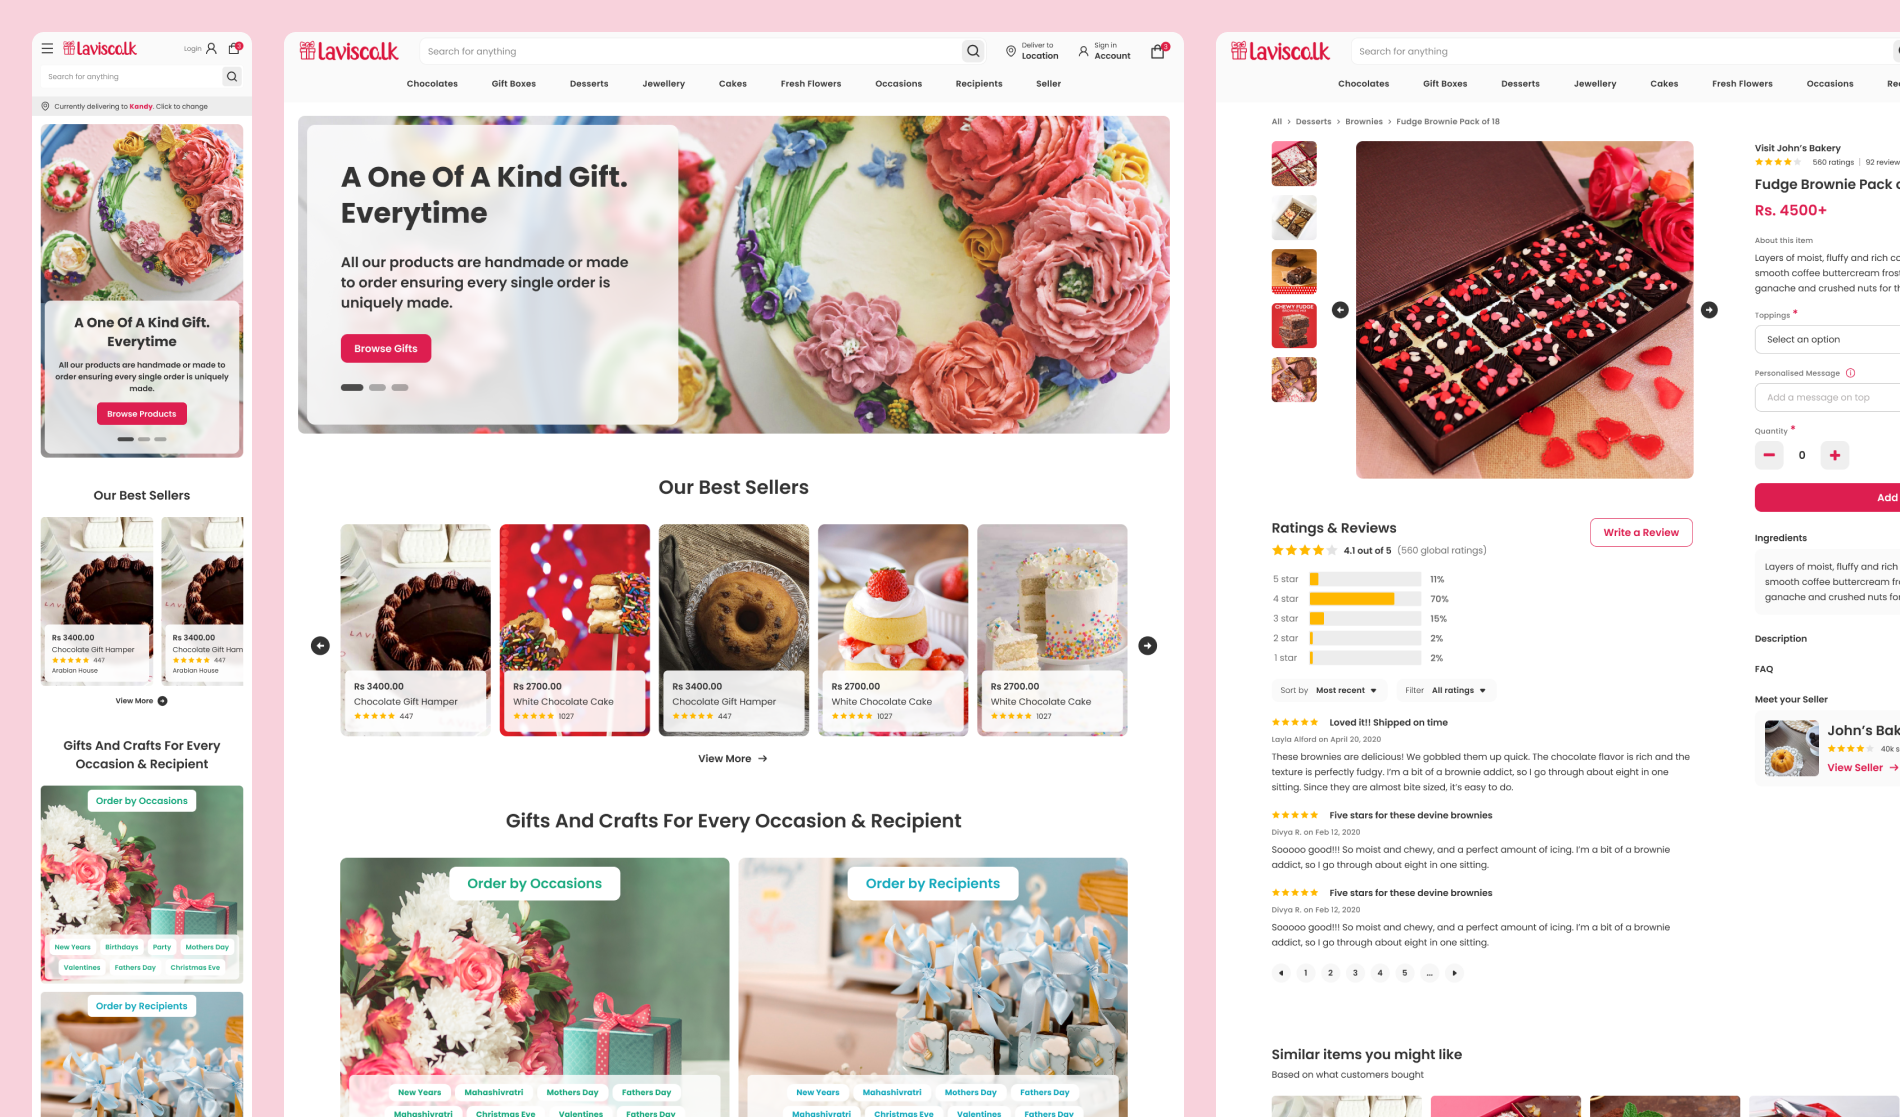 Lavisco.lk
Login
3
Search for anything
Currently delivering to Kandy. Click to change
A One Of A Kind Gift.
Everytime
All our products are handmade or made to
order ensuring every single order is uniquely
made.
Browse Products
Our Best Sellers
Rs 3400.00
Chocolate Gift Hamper
447
Arabian House
Rs 3400.00
Chocolate Gift Ham
447
Arabian House
View More
Gifts And Crafts For Every
Occasion & Recipient
Order by Occasions
New Years Birthdays Party Mothers Day
Valentines Fathers Day Christmas Eve
Order by Recipients
Lavisco.lk
Search for anything
Deliver to
Location
Sign in
Account
3
Chocolates Gift Boxes Desserts Jewellery Cakes Fresh Flowers Occasions Recipients Seller
A One Of A Kind Gift.
Everytime
All our products are handmade or made
to order ensuring every single order is
uniquely made.
Browse Gifts
Our Best Sellers
Rs 3400.00
Chocolate Gift Hamper
447
Rs 2700.00
White Chocolate Cake
1027
Rs 3400.00
Chocolate Gift Hamper
447
Rs 2700.00
White Chocolate Cake
1027
Rs 2700.00
White Chocolate Cake
1027
View More
Gifts And Crafts For Every Occasion & Recipient
Order by Occasions
New Years Mahashivratri Mothers Day Fathers Day
Mahashivratri Christmas Eve Valentines Fathers Day
Order by Recipients
New Years Mahashivratri Mothers Day Fathers Day
Mahashivratri Christmas Eve Valentines Fathers Day
Lavisco.lk
Search for anything
Chocolates Gift Boxes Desserts Jewellery Cakes Fresh Flowers Occasions Re
All > Desserts > Brownies > Fudge Brownie Pack of 18
CHEWY FUDGE
Visit John's Bakery
560 ratings | 92 review
Fudge Brownie Pack o
Rs. 4500+
About this item
Layers of moist, fluffy and rich co
smooth coffee buttercream frost
ganache and crushed nuts for th
Toppings *
Select an option
Personalised Message
Add a message on top
Quantity *
0
Add
Ingredients
Layers of moist, fluffy and rich
smooth coffee buttercream fr
ganache and crushed nuts for
Description
FAQ
Meet your Seller
John's Bak
40k s
View Seller
Ratings & Reviews
Write a Review
4.1 out of 5 (560 global ratings)
5 star 11%
4 star 70%
3 star 15%
2 star 2%
1 star 2%
Sort by Most recent
Filter All ratings
Loved it!! Shipped on time
Layla Alford on April 20, 2020
These brownies are delicious! We gobbled them up quick. The chocolate flavor is rich and the
texture is perfectly fudgy. I'm a bit of a brownie addict, so I go through about eight in one
sitting. Since they are almost bite sized, it's easy to do.
Five stars for these devine brownies
Divya R. on Feb 12, 2020
Sooooo good!!! So moist and chewy, and a perfect amount of icing. I'm a bit of a brownie
addict, so I go through about eight in one sitting.
Five stars for these devine brownies
Divya R. on Feb 12, 2020
Sooooo good!!! So moist and chewy, and a perfect amount of icing. I'm a bit of a brownie
addict, so I go through about eight in one sitting.
1 2 3 4 5 ...
Similar items you might like
Based on what customers bought